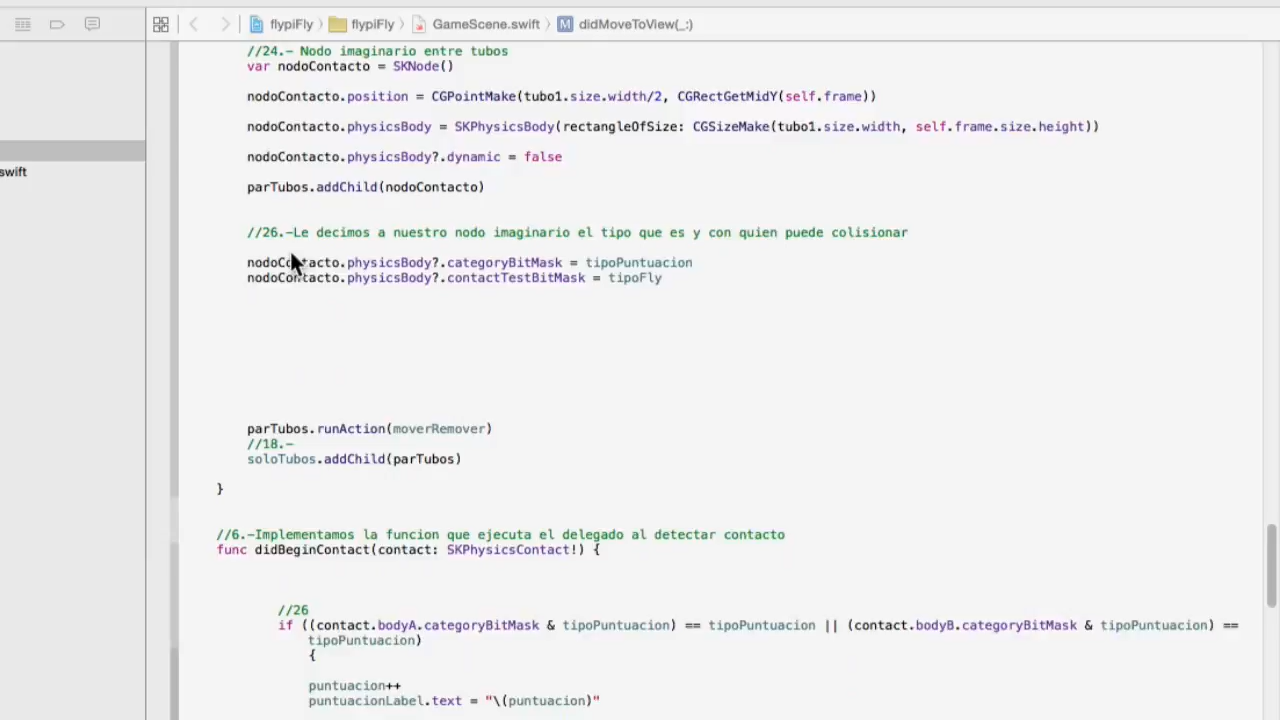 flypiFly
flypiFly
GameScene.swift
M
didMoveToView(_:)
swift
//24.- Nodo imaginario entre tubos
var nodoContacto = SKNode()
nodoContacto.position = CGPointMake(tubo1.size.width/2, CGRectGetMidY(self.frame))
nodoContacto.physicsBody = SKPhysicsBody(rectangleOfSize: CGSizeMake(tubo1.size.width, self.frame.size.height))
nodoContacto.physicsBody?.dynamic = false
parTubos.addChild(nodoContacto)
//26.-Le decimos a nuestro nodo imaginario el tipo que es y con quien puede colisionar
nodoContacto.physicsBody?.categoryBitMask = tipoPuntuacion
nodoContacto.physicsBody?.contactTestBitMask = tipoFly
parTubos.runAction(moverRemover)
//18.-
soloTubos.addChild(parTubos)
}
//6.-Implementamos la funcion que ejecuta el delegado al detectar contacto
func didBeginContact(contact: SKPhysicsContact!) {
//26
if ((contact.bodyA.categoryBitMask & tipoPuntuacion) == tipoPuntuacion || (contact.bodyB.categoryBitMask & tipoPuntuacion) ==
tipoPuntuacion)
{
puntuacion++
puntuacionLabel.text = "\(puntuacion)"